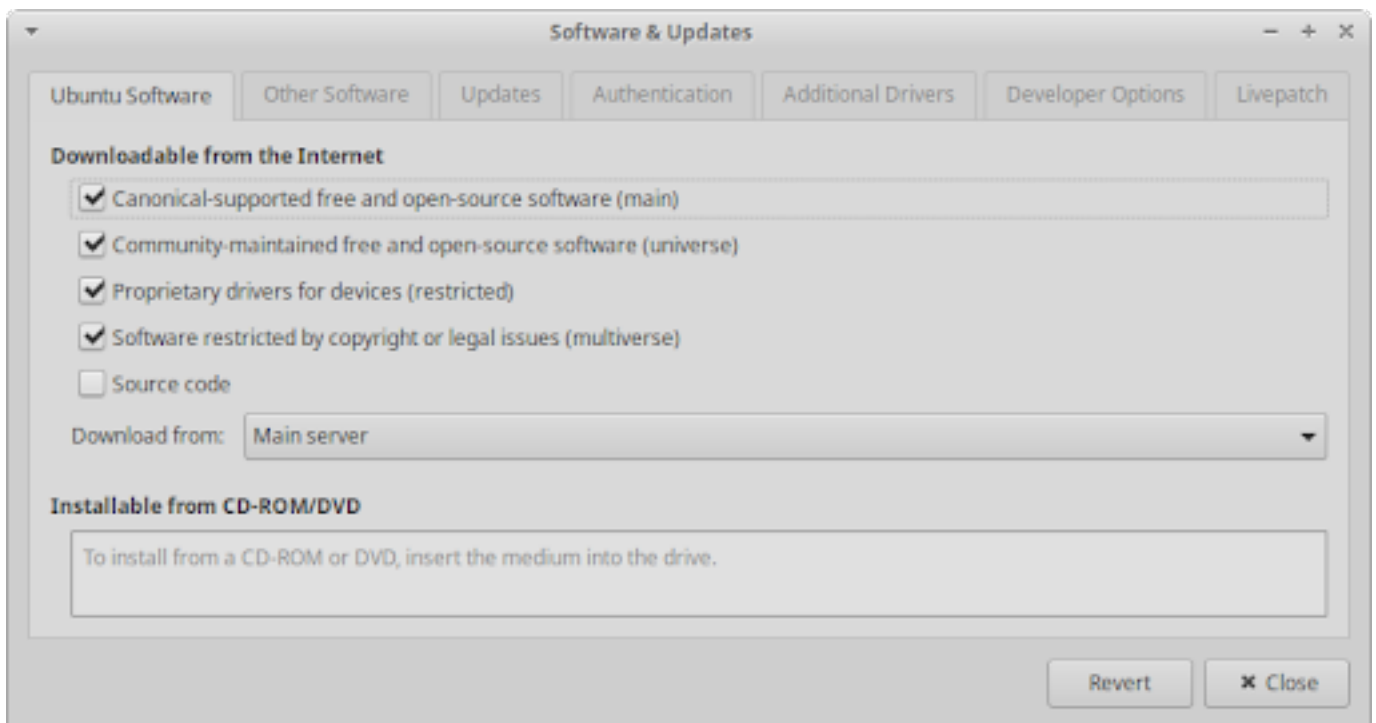 Software & Updates
Ubuntu Software Other Software Updates Authentication Additional Drivers Developer Options Livepatch
Downloadable from the Internet
Canonical-supported free and open-source software (main)
Community-maintained free and open-source software (universe)
Proprietary drivers for devices (restricted)
Software restricted by copyright or legal issues (multiverse)
Source code
Download from: Main server
Installable from CD-ROM/DVD
To install from a CD-ROM or DVD, insert the medium into the drive.
Revert Close